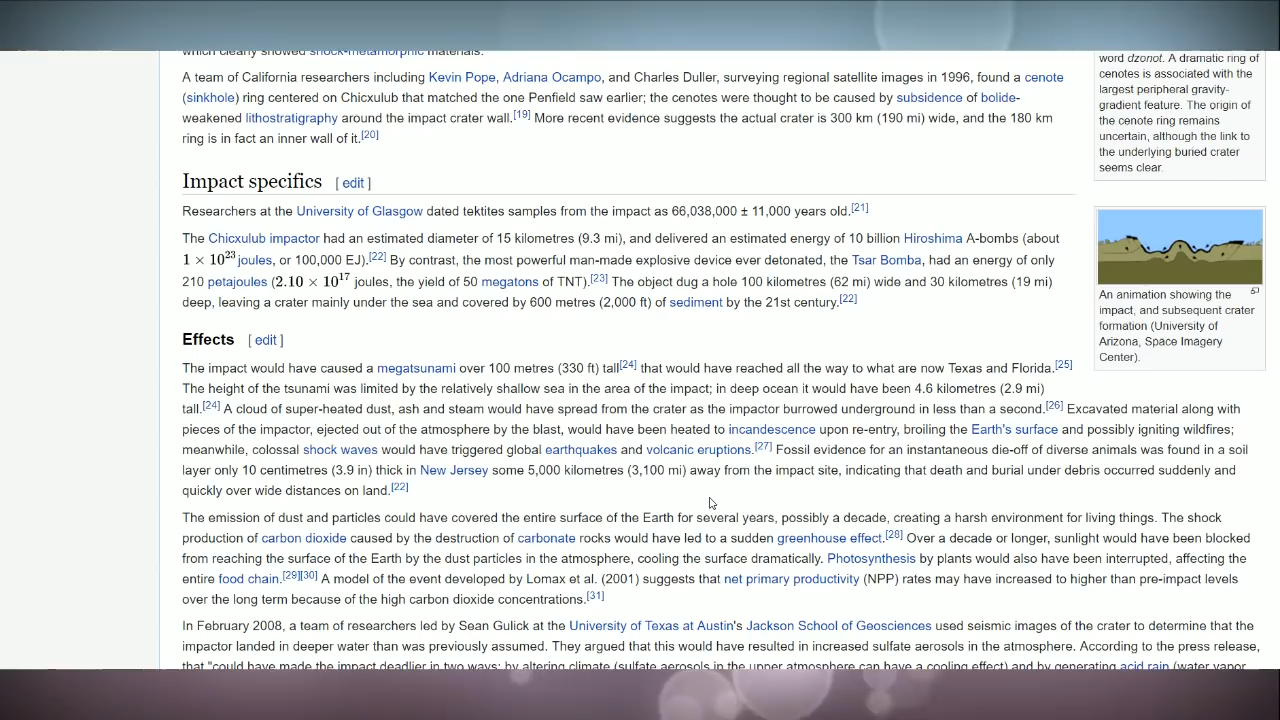 which clearly showed shock-metamorphic materials.
A team of California researchers including Kevin Pope, Adriana Ocampo, and Charles Duller, surveying regional satellite images in 1996, found a cenote
(sinkhole) ring centered on Chicxulub that matched the one Penfield saw earlier; the cenotes were thought to be caused by subsidence of bolide-
weakened lithostratigraphy around the impact crater wall.[19] More recent evidence suggests the actual crater is 300 km (190 mi) wide, and the 180 km
ring is in fact an inner wall of it.[20]
Impact specifics [ edit ]
Researchers at the University of Glasgow dated tektites samples from the impact as 66,038,000 ± 11,000 years old.[21]
The Chicxulub impactor had an estimated diameter of 15 kilometres (9.3 mi), and delivered an estimated energy of 10 billion Hiroshima A-bombs (about
1 × 10²³ joules, or 100,000 EJ).[22] By contrast, the most powerful man-made explosive device ever detonated, the Tsar Bomba, had an energy of only
210 petajoules (2.10 × 10¹⁷ joules, the yield of 50 megatons of TNT).[23] The object dug a hole 100 kilometres (62 mi) wide and 30 kilometres (19 mi)
deep, leaving a crater mainly under the sea and covered by 600 metres (2,000 ft) of sediment by the 21st century.[22]
Effects [ edit ]
The impact would have caused a megatsunami over 100 metres (330 ft) tall[24] that would have reached all the way to what are now Texas and Florida.[25]
The height of the tsunami was limited by the relatively shallow sea in the area of the impact; in deep ocean it would have been 4.6 kilometres (2.9 mi)
tall.[24] A cloud of super-heated dust, ash and steam would have spread from the crater as the impactor burrowed underground in less than a second.[26] Excavated material along with
pieces of the impactor, ejected out of the atmosphere by the blast, would have been heated to incandescence upon re-entry, broiling the Earth's surface and possibly igniting wildfires;
meanwhile, colossal shock waves would have triggered global earthquakes and volcanic eruptions.[27] Fossil evidence for an instantaneous die-off of diverse animals was found in a soil
layer only 10 centimetres (3.9 in) thick in New Jersey some 5,000 kilometres (3,100 mi) away from the impact site, indicating that death and burial under debris occurred suddenly and
quickly over wide distances on land.[22]
The emission of dust and particles could have covered the entire surface of the Earth for several years, possibly a decade, creating a harsh environment for living things. The shock
production of carbon dioxide caused by the destruction of carbonate rocks would have led to a sudden greenhouse effect.[28] Over a decade or longer, sunlight would have been blocked
from reaching the surface of the Earth by the dust particles in the atmosphere, cooling the surface dramatically. Photosynthesis by plants would also have been interrupted, affecting the
entire food chain.[29][30] A model of the event developed by Lomax et al. (2001) suggests that net primary productivity (NPP) rates may have increased to higher than pre-impact levels
over the long term because of the high carbon dioxide concentrations.[31]
In February 2008, a team of researchers led by Sean Gulick at the University of Texas at Austin's Jackson School of Geosciences used seismic images of the crater to determine that the
impactor landed in deeper water than was previously assumed. They argued that this would have resulted in increased sulfate aerosols in the atmosphere. According to the press release,
that "could have made the impact deadlier in two ways: by altering climate (sulfate aerosols in the upper atmosphere can have a cooling effect) and by generating acid rain (water vapor
word dzonot. A dramatic ring of
cenotes is associated with the
largest peripheral gravity-
gradient feature. The origin of
the cenote ring remains
uncertain, although the link to
the underlying buried crater
seems clear.
An animation showing the
impact, and subsequent crater
formation (University of
Arizona, Space Imagery
Center).